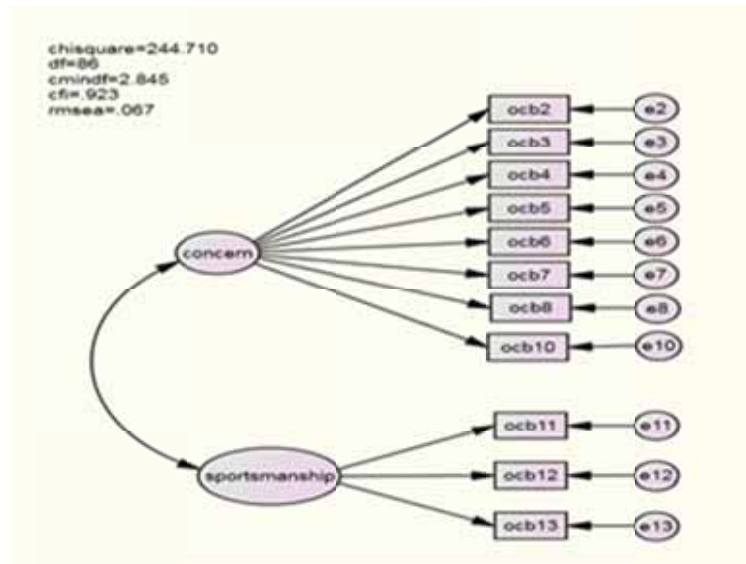 chisquare=244.710
df=86
cmindf=2.845
cfi=.923
rmsea=.067
ocb2 e2
ocb3 e3
ocb4 e4
ocb5 e5
ocb6 e6
concern
ocb7 e7
ocb8 e8
ocb10 e10
ocb11 e11
sportsmanship
ocb12 e12
ocb13 e13